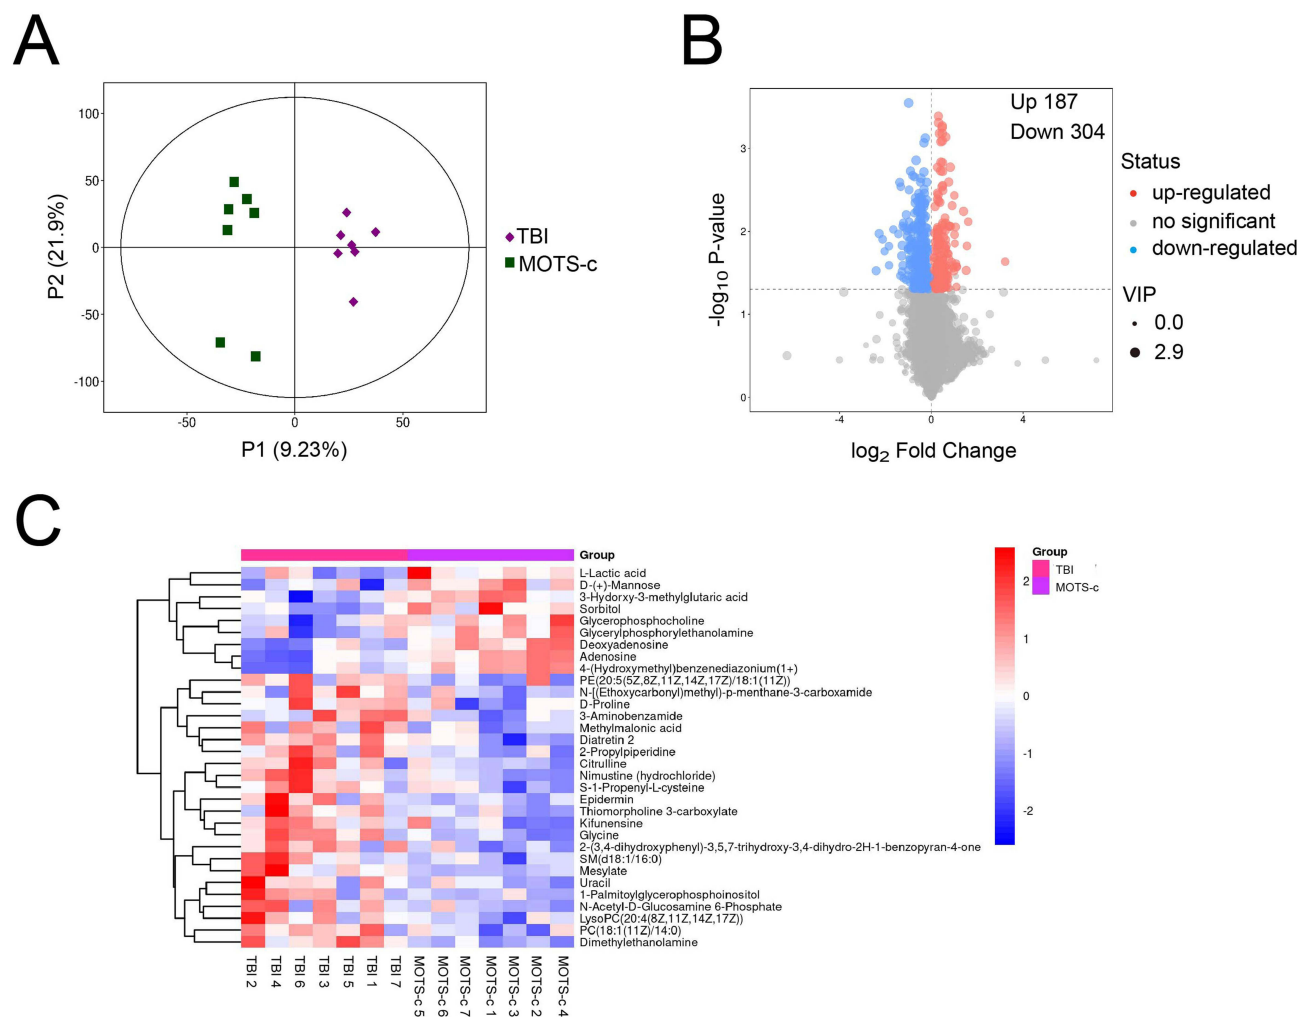 A
100
50
0
-50
-100
P2 (21.9%)
-50
0
50
P1 (9.23%)
TBI
MOTS-c
B
Up 187
Down 304
3
2
1
0
-log10 P-value
-4
0
4
log2 Fold Change
Status
up-regulated
no significant
down-regulated
VIP
0.0
2.9
C
Group
L-Lactic acid
D-(+)-Mannose
3-Hydorxy-3-methylglutaric acid
Sorbitol
Glycerophosphocholine
Glycerylphosphorylethanolamine
Deoxyadenosine
Adenosine
4-(Hydroxymethyl)benzenediazonium(1+)
PE(20:5(5Z,8Z,11Z,14Z,17Z)/18:1(11Z))
N-[(Ethoxycarbonyl)methyl)-p-menthane-3-carboxamide
D-Proline
3-Aminobenzamide
Methylmalonic acid
Diatretin 2
2-Propylpiperidine
Citrulline
Nimustine (hydrochloride)
S-1-Propenyl-L-cysteine
Epidermin
Thiomorpholine 3-carboxylate
Kifunensine
Glycine
2-(3,4-dihydroxyphenyl)-3,5,7-trihydroxy-3,4-dihydro-2H-1-benzopyran-4-one
SM(d18:1/16:0)
Mesylate
Uracil
1-Palmitoylglycerophosphoinositol
N-Acetyl-D-Glucosamine 6-Phosphate
LysoPC(20:4(8Z,11Z,14Z,17Z))
PC(18:1(11Z)/14:0)
Dimethylethanolamine
TBI 2
TBI 4
TBI 6
TBI 3
TBI 5
TBI 1
TBI 7
MOTS-c 5
MOTS-c 6
MOTS-c 7
MOTS-c 1
MOTS-c 3
MOTS-c 2
MOTS-c 4
2
1
0
-1
-2
Group
TBI
MOTS-c